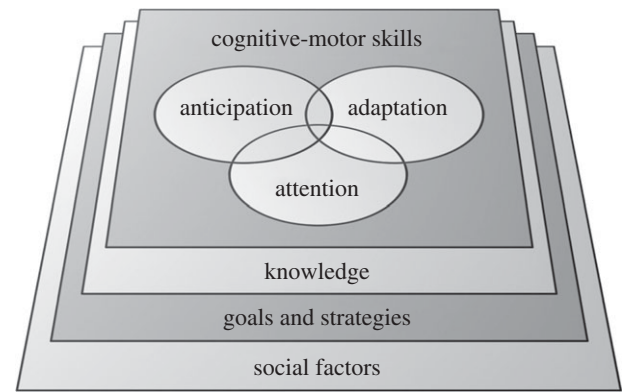 cognitive-motor skills
anticipation adaptation
attention
knowledge
goals and strategies
social factors